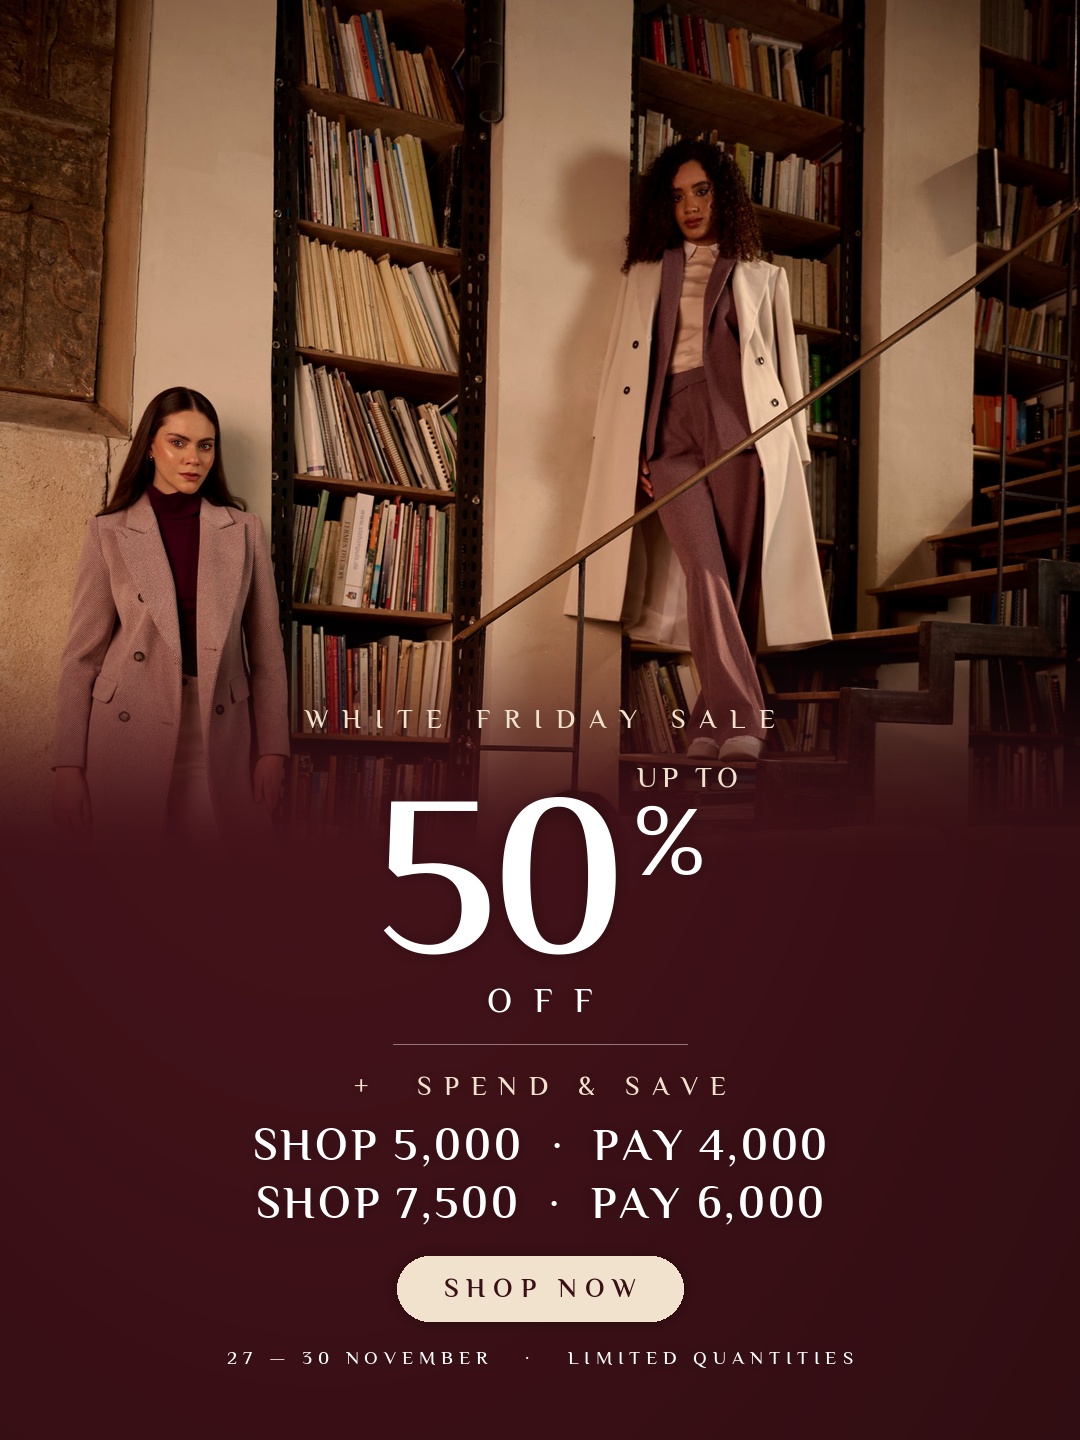 WHITE FRIDAY SALE
UP TO
50%
OFF
+ SPEND & SAVE
SHOP 5,000 · PAY 4,000
SHOP 7,500 · PAY 6,000
SHOP NOW
27 — 30 NOVEMBER · LIMITED QUANTITIES